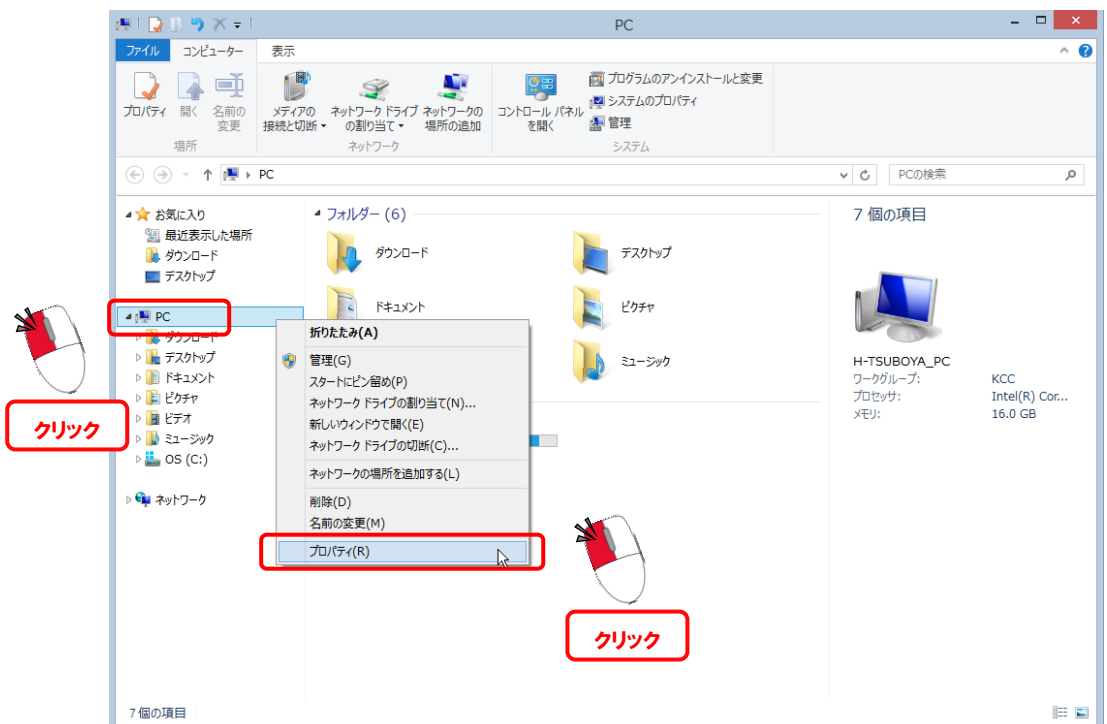 PC
ファイル コンピューター 表示
プロパティ
開く
名前の
変更
場所
メディアの
接続と切断
ネットワーク ドライブ
の割り当て
ネットワークの
場所の追加
ネットワーク
コントロール パネル
を開く
プログラムのアンインストールと変更
システムのプロパティ
管理
システム
PC
PCの検索
お気に入り
最近表示した場所
ダウンロード
デスクトップ
PC
ダウンロード
デスクトップ
ドキュメント
ピクチャ
ビデオ
ミュージック
OS (C:)
ネットワーク
クリック
フォルダー (6)
ダウンロード
デスクトップ
ドキュメント
ピクチャ
ミュージック
折りたたみ(A)
管理(G)
スタートにピン留め(P)
ネットワーク ドライブの割り当て(N)...
新しいウィンドウで開く(E)
ネットワーク ドライブの切断(C)...
ネットワークの場所を追加する(L)
削除(D)
名前の変更(M)
プロパティ(R)
クリック
7 個の項目
H-TSUBOYA_PC
ワークグループ: KCC
プロセッサ: Intel(R) Cor...
メモリ: 16.0 GB
7 個の項目